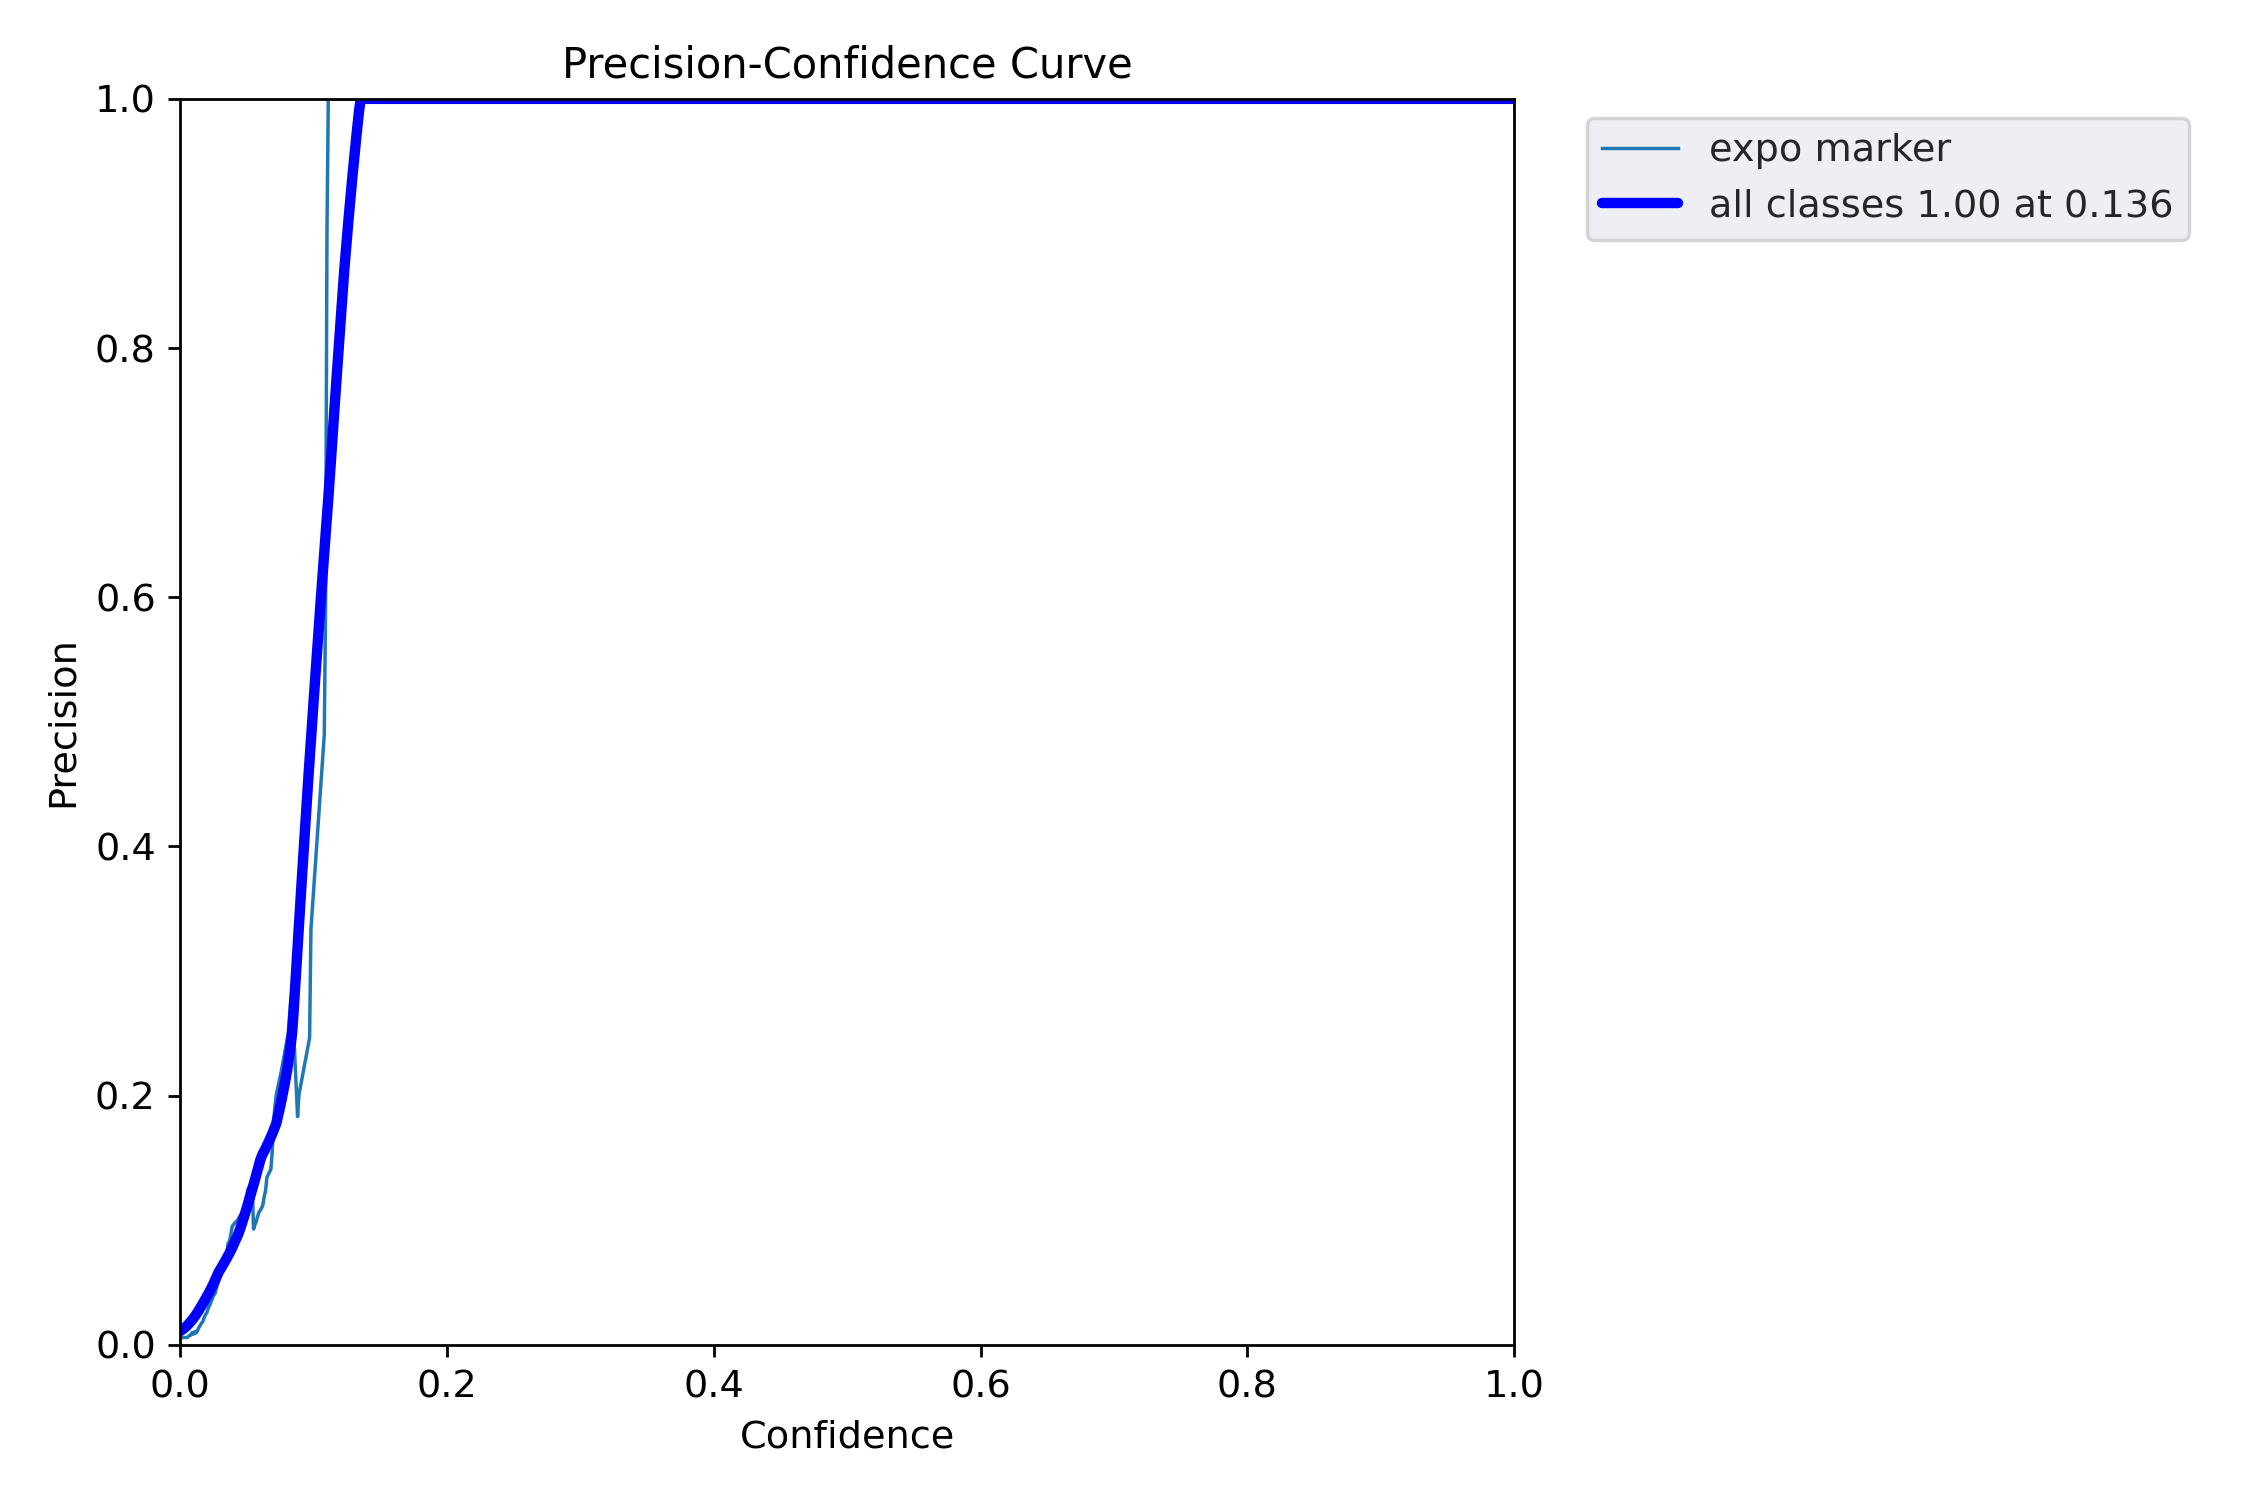 Precision-Confidence Curve
1.0
0.8
0.6
0.4
0.2
0.0
Precision
0.0 0.2 0.4 0.6 0.8 1.0
Confidence
expo marker
all classes 1.00 at 0.136